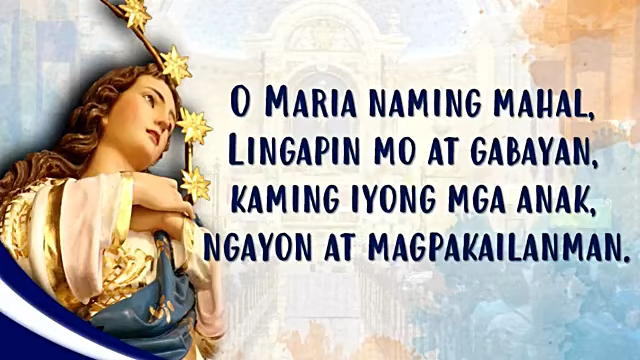 O MARIA NAMING MAHAL,
LINGAPIN MO AT GABAYAN,
KAMING IYONG MGA ANAK,
NGAYON AT MAGPAKAILANMAN.